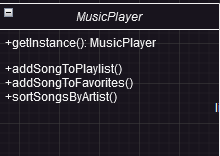 MusicPlayer
+getInstance(): MusicPlayer
+addSongToPlaylist()
+addSongToFavorites()
+sortSongsByArtist()